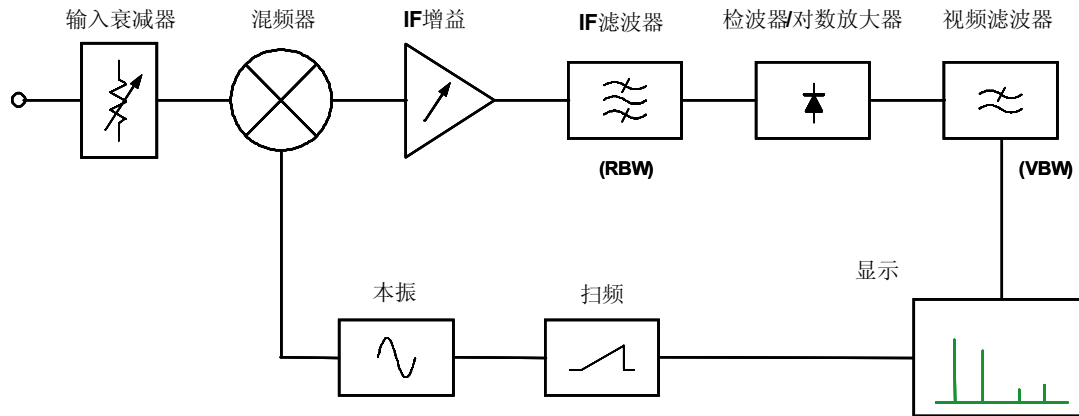 输入衰减器
混频器
IF增益
IF滤波器
检波器/对数放大器
视频滤波器
(RBW)
(VBW)
显示
本振
扫频